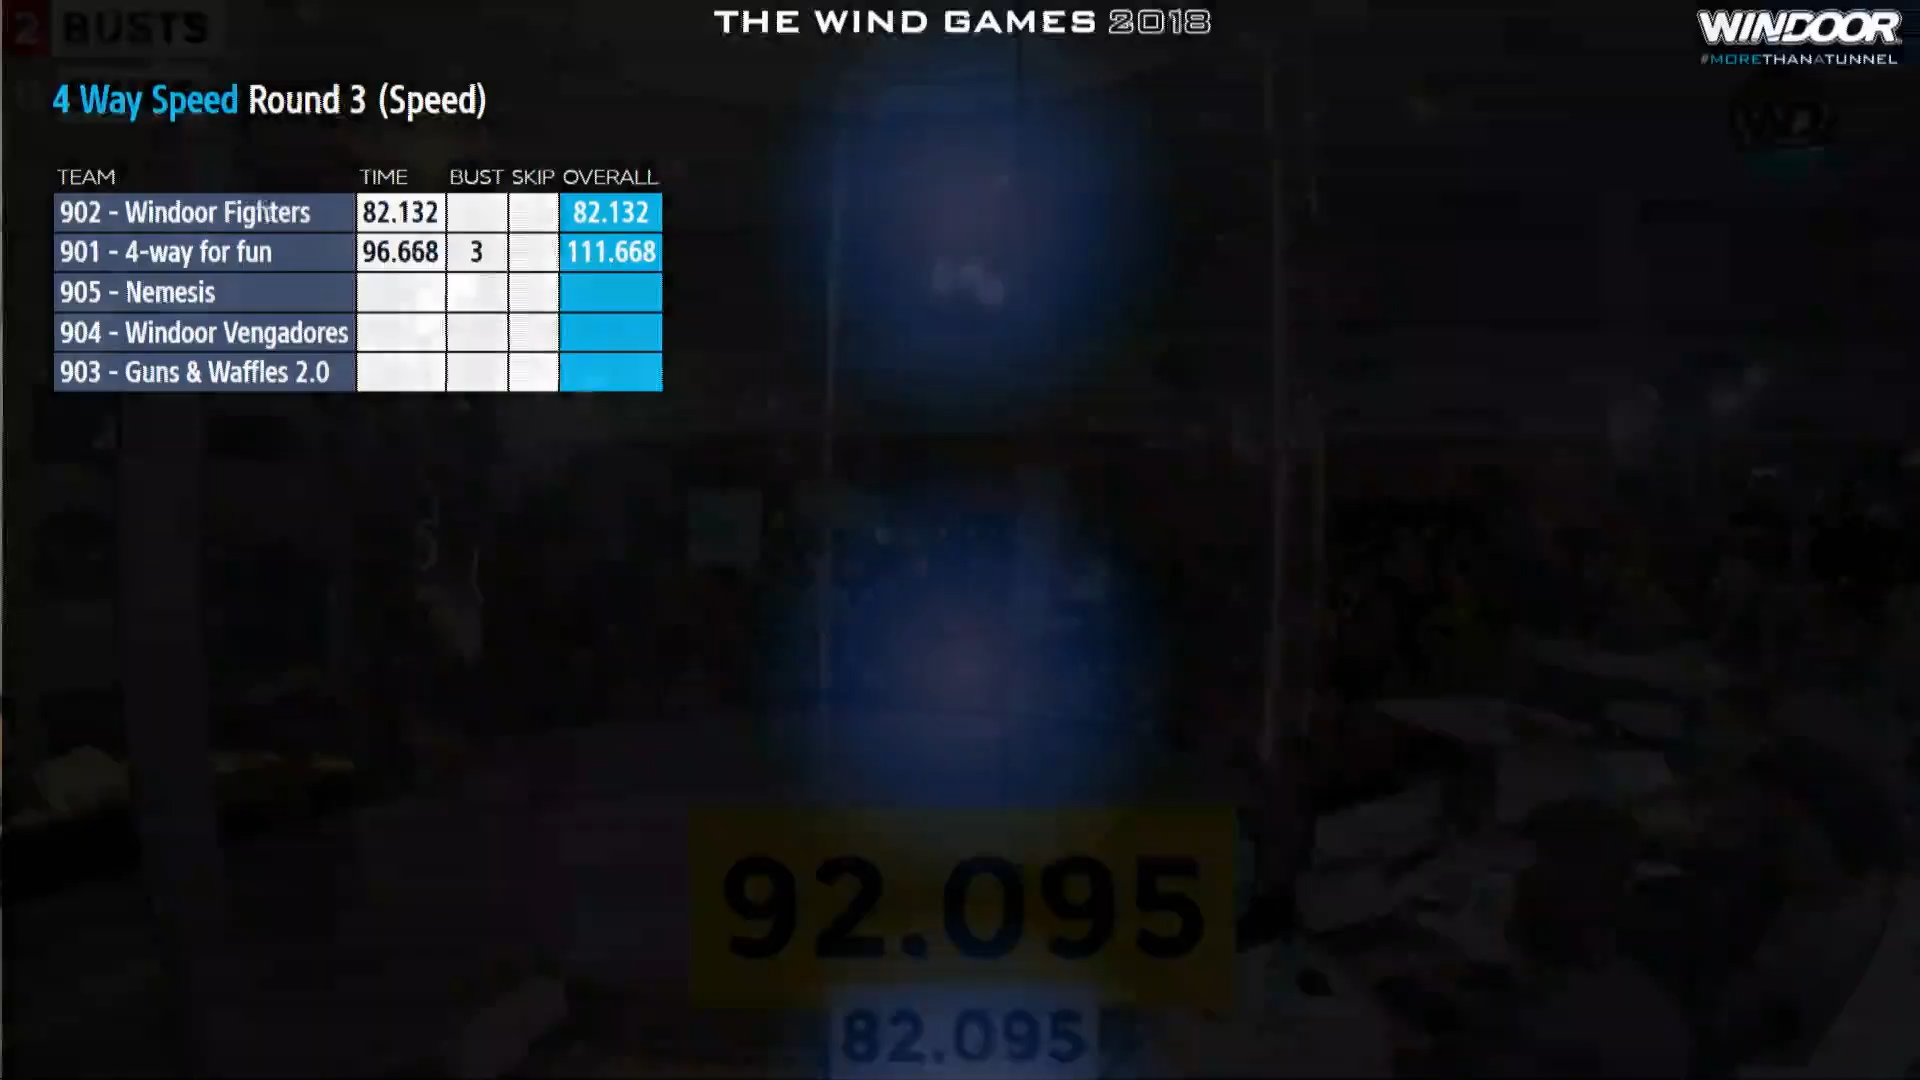 2 BUSTS
THE WIND GAMES 2018
WINDOOR
#MORETHANATUNNEL
4 Way Speed Round 3 (Speed)
TEAM TIME BUST SKIP OVERALL
902 - Windoor Fighters 82.132 82.132
901 - 4-way for fun 96.668 3 111.668
905 - Nemesis
904 - Windoor Vengadores
903 - Guns & Waffles 2.0
92.095
82.095